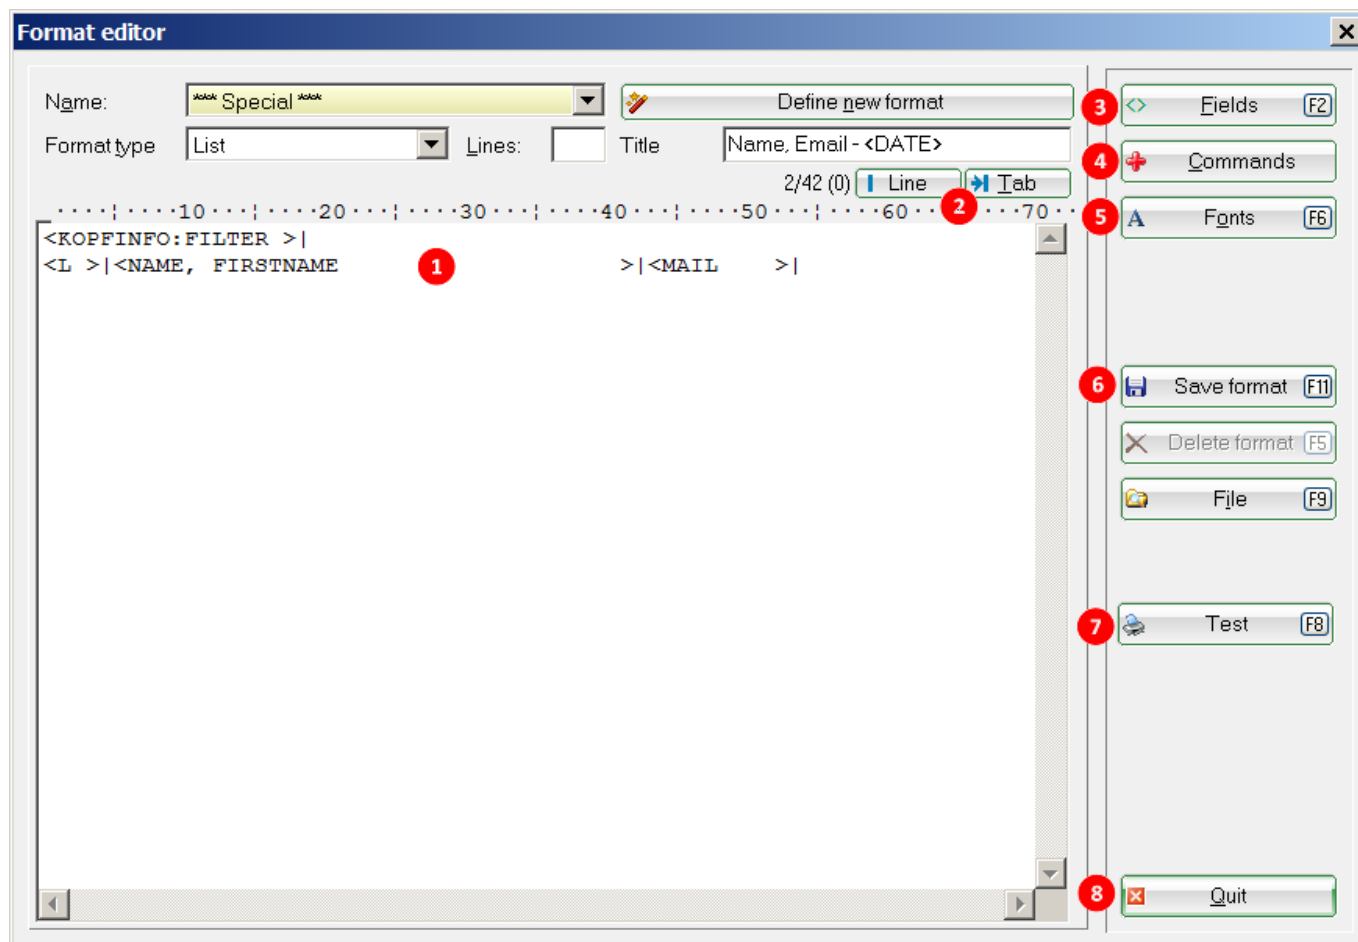 Format editor
Name: **** Special **** Define new format
Format type List Lines: Title Name, Email - <DATE>
2/42 (0) Line Tab
2
····¦····10····¦····20····¦····30····¦····40····¦····50····¦····60·· ···70··
<KOPFINFO:FILTER >|
<L >|<NAME, FIRSTNAME >|<MAIL >|
1
3 <> Fields F2
4 Commands
5 A Fonts F6
6 Save format F11
Delete format F5
File F9
7 Test F8
8 Quit